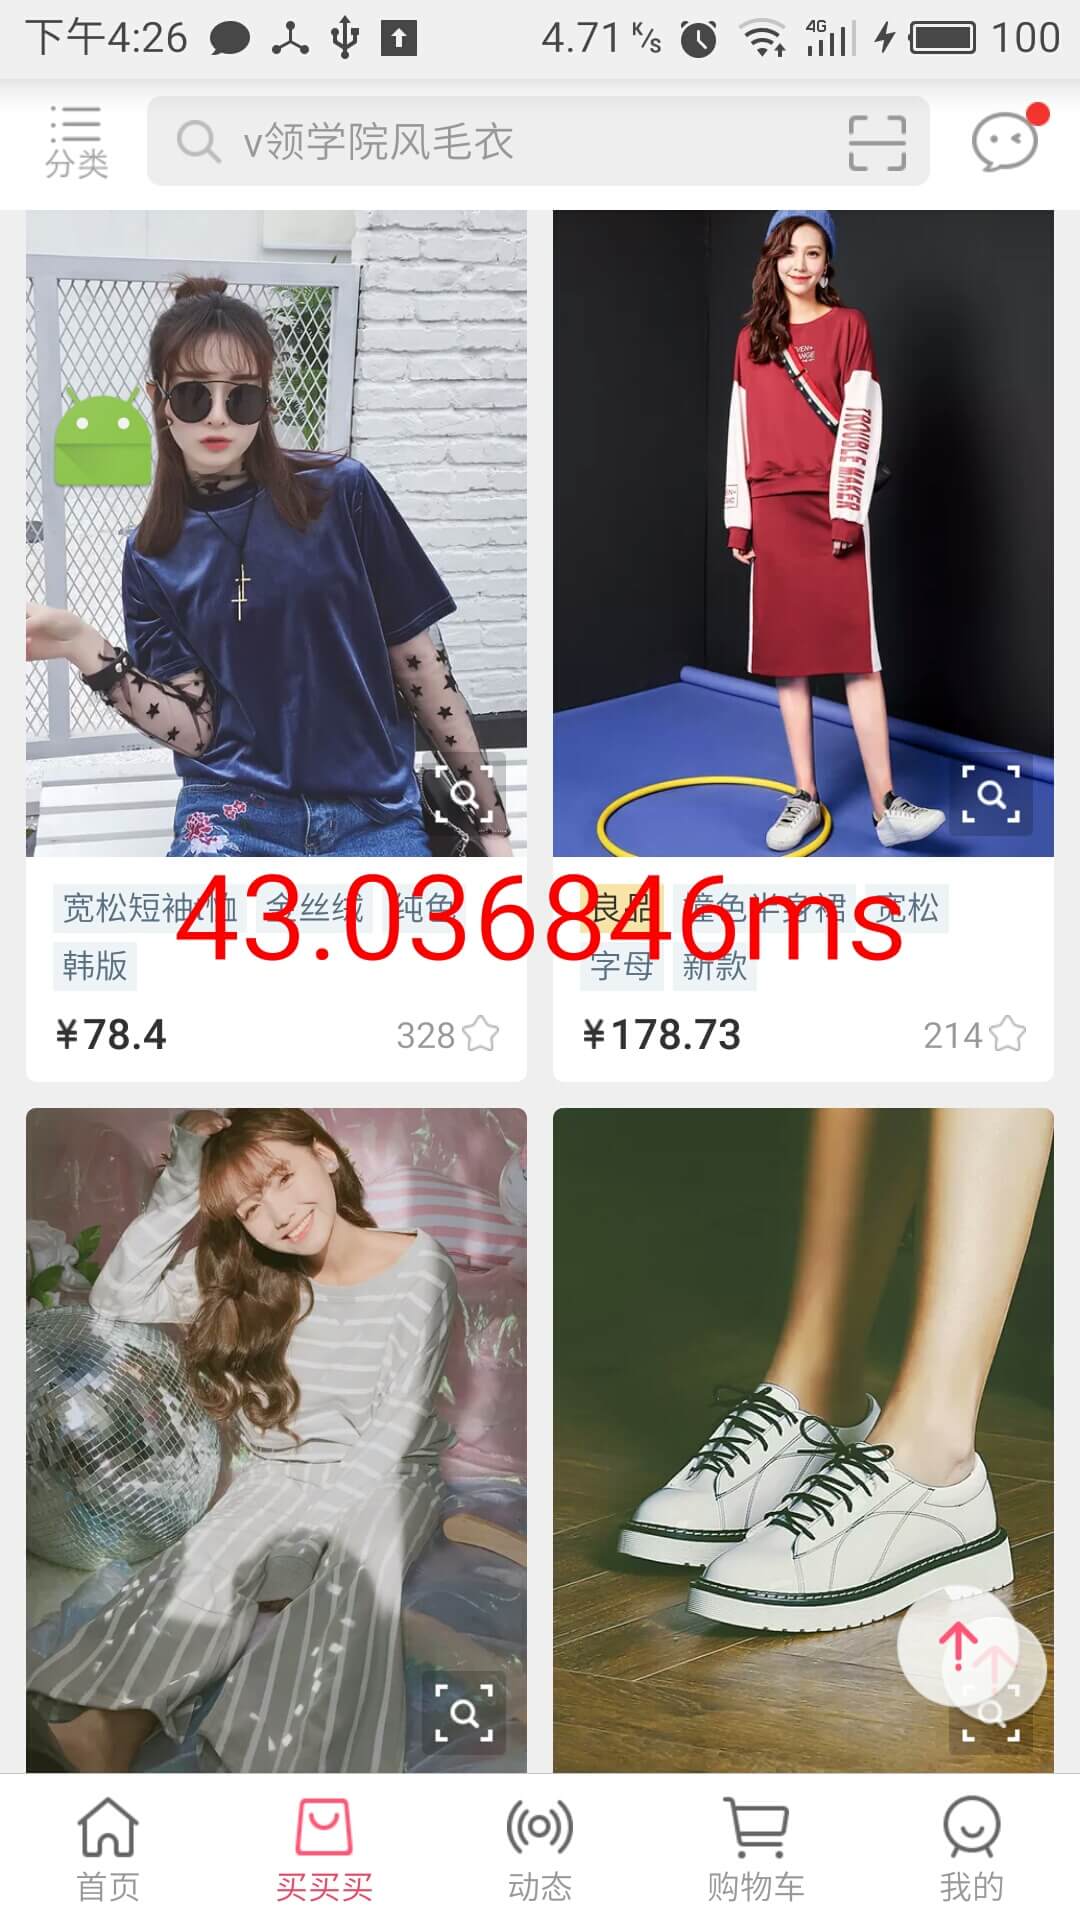 下午4:26
4.71 K/s
4G
100
分类
v领学院风毛衣
TROUBLE MAKER
宽松短袖t恤 金丝绒 纯色
韩版
¥78.4
328
良品 撞色半身裙 宽松
字母 新款
¥178.73
214
43.036846ms
首页
买买买
动态
购物车
我的